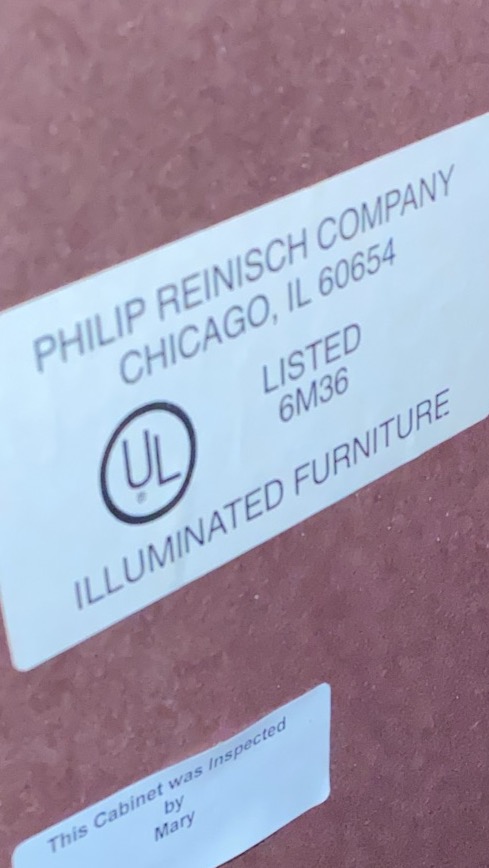 PHILIP REINISCH COMPANY
CHICAGO, IL 60654
LISTED
6M36
UL
®
ILLUMINATED FURNITURE
This Cabinet was Inspected
by
Mary